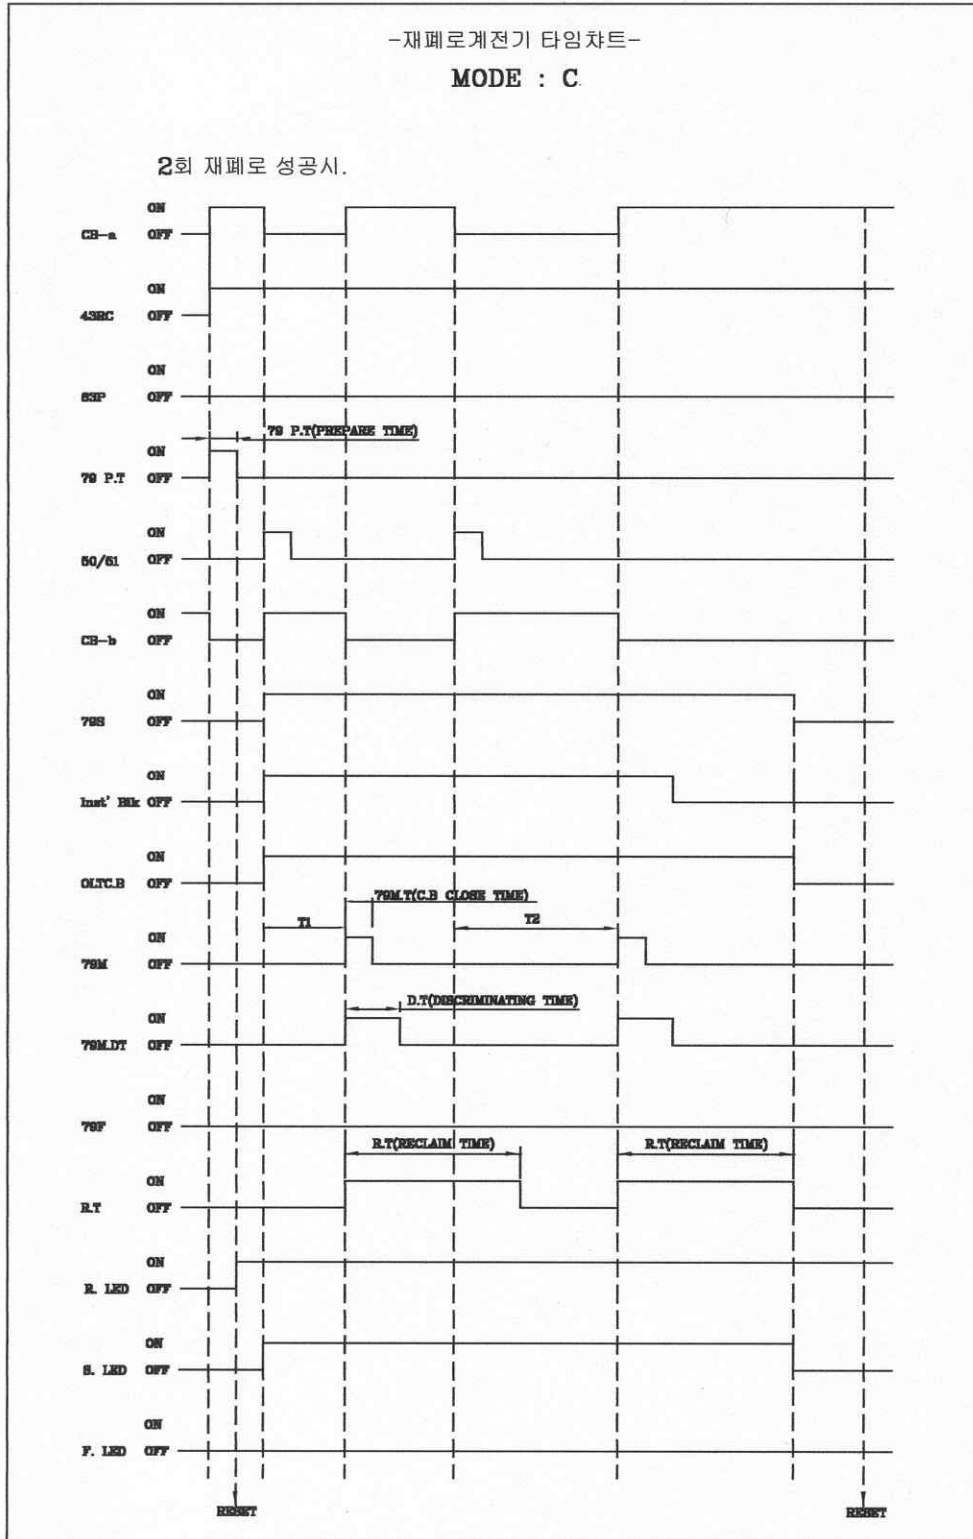 -재폐로계전기 타임챠트-
MODE : C
2회 재폐로 성공시.
ON
CB-a OFF
ON
43RC OFF
ON
63P OFF
79 P.T(PREPARE TIME)
ON
79 P.T OFF
ON
50/51 OFF
ON
CB-b OFF
ON
79S OFF
ON
Inst' Blk OFF
ON
OLTC.B OFF
79M.T(C.B CLOSE TIME)
T1 T2
ON
79M OFF
D.T(DISCRIMINATING TIME)
ON
79M.DT OFF
ON
79F OFF
R.T(RECLAIM TIME) R.T(RECLAIM TIME)
ON
R.T OFF
ON
R. LED OFF
ON
S. LED OFF
ON
F. LED OFF
RESET RESET